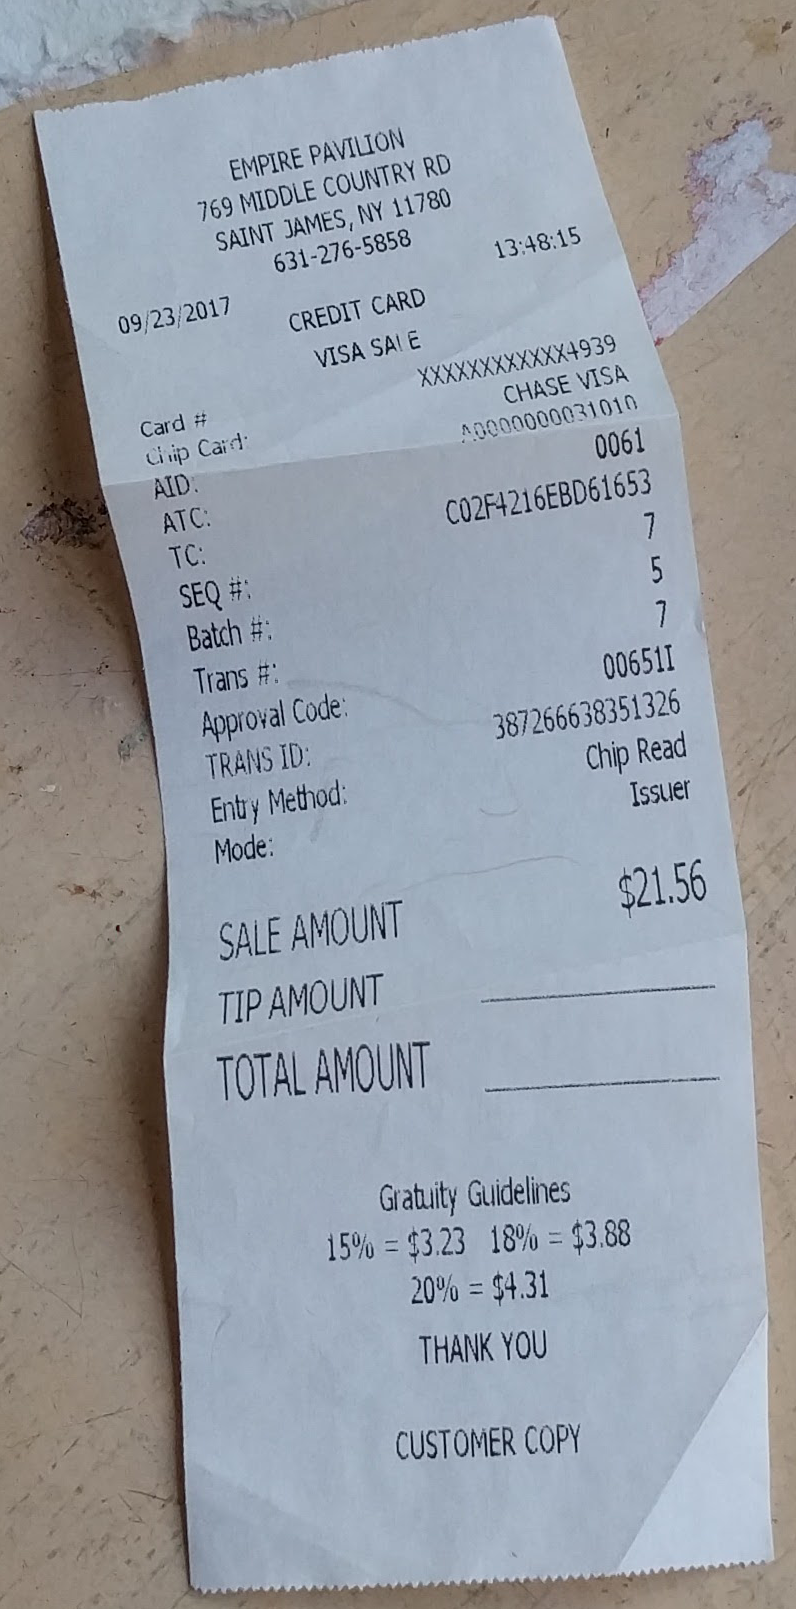 EMPIRE PAVILION
769 MIDDLE COUNTRY RD
SAINT JAMES, NY 11780
631-276-5858
09/23/2017 13:48:15
CREDIT CARD
VISA SALE
Card # XXXXXXXXXXXX4939
Chip Card: CHASE VISA
AID: A0000000031010
ATC: 0061
TC: C02F4216EBD61653
SEQ #: 7
Batch #: 5
Trans #: 7
Approval Code: 00651I
TRANS ID: 387266638351326
Entry Method: Chip Read
Mode: Issuer
SALE AMOUNT $21.56
TIP AMOUNT
TOTAL AMOUNT
Gratuity Guidelines
15% = $3.23 18% = $3.88
20% = $4.31
THANK YOU
CUSTOMER COPY